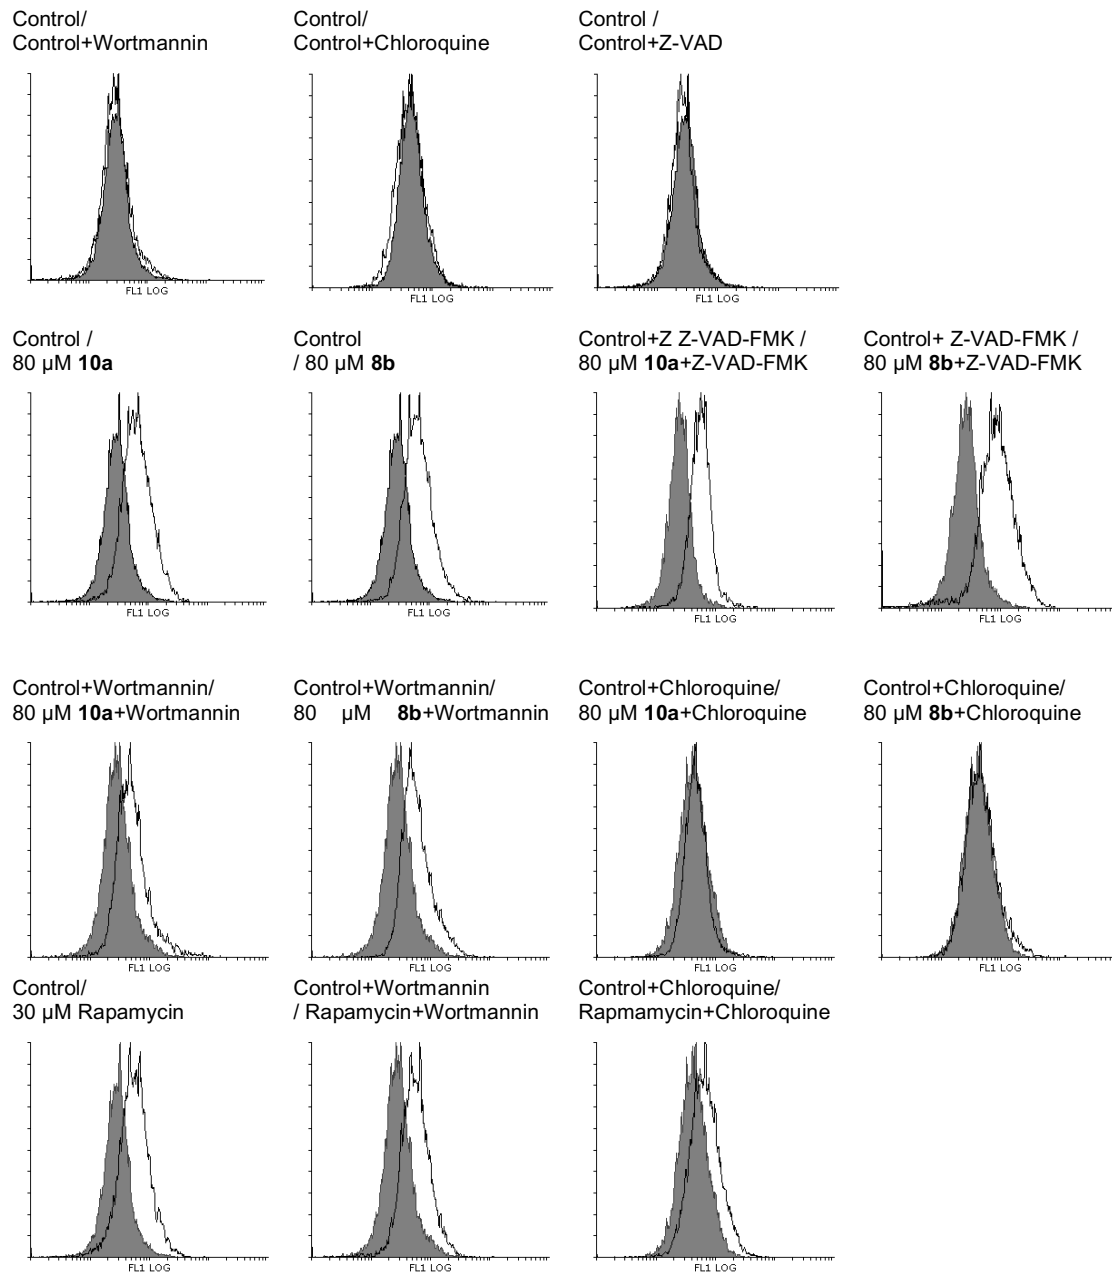 Control/
Control+Wortmannin
Control/
Control+Chloroquine
Control /
Control+Z-VAD
FL1 LOG
FL1 LOG
FL1 LOG
Control /
80 µM 10a
Control
/ 80 µM 8b
Control+Z Z-VAD-FMK /
80 µM 10a+Z-VAD-FMK
Control+ Z-VAD-FMK /
80 µM 8b+Z-VAD-FMK
FL1 LOG
FL1 LOG
FL1 LOG
FL1 LOG
Control+Wortmannin/
80 µM 10a+Wortmannin
Control+Wortmannin/
80 µM 8b+Wortmannin
Control+Chloroquine/
80 µM 10a+Chloroquine
Control+Chloroquine/
80 µM 8b+Chloroquine
FL1 LOG
FL1 LOG
FL1 LOG
FL1 LOG
Control/
30 µM Rapamycin
Control+Wortmannin
/ Rapamycin+Wortmannin
Control+Chloroquine/
Rapmamycin+Chloroquine
FL1 LOG
FL1 LOG
FL1 LOG